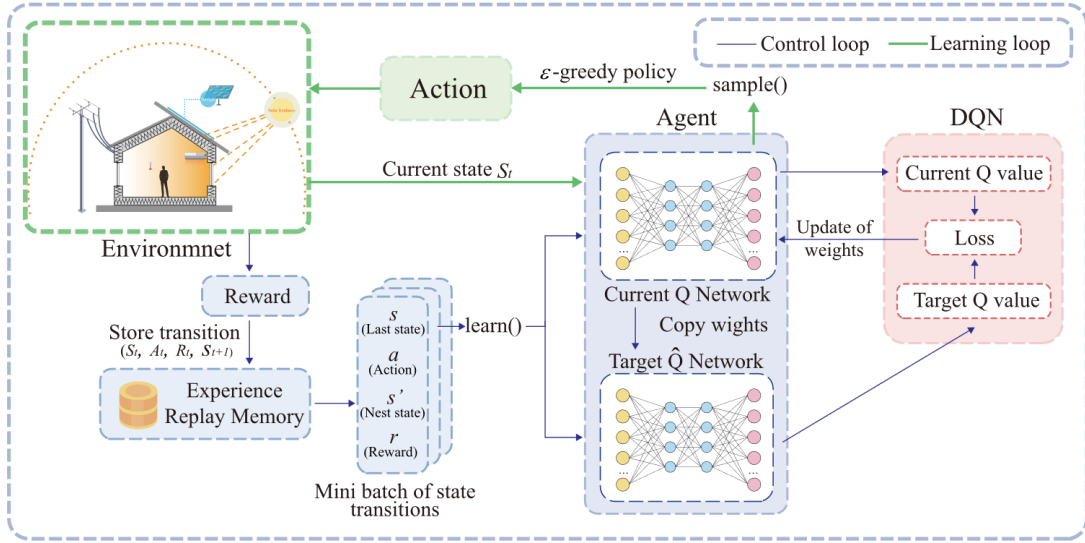 Control loop
Learning loop
Action
ε-greedy policy
sample()
Agent
DQN
Current state St
Current Q value
Update of
weights
Loss
Target Q value
Environmnet
Reward
Store transition
(St, At, Rt, St+1)
Experience
Replay Memory
s
(Last state)
a
(Action)
s’
(Nest state)
r
(Reward)
Mini batch of state
transitions
learn()
...
...
Current Q Network
Copy wights
Target Q̂ Network
...
...